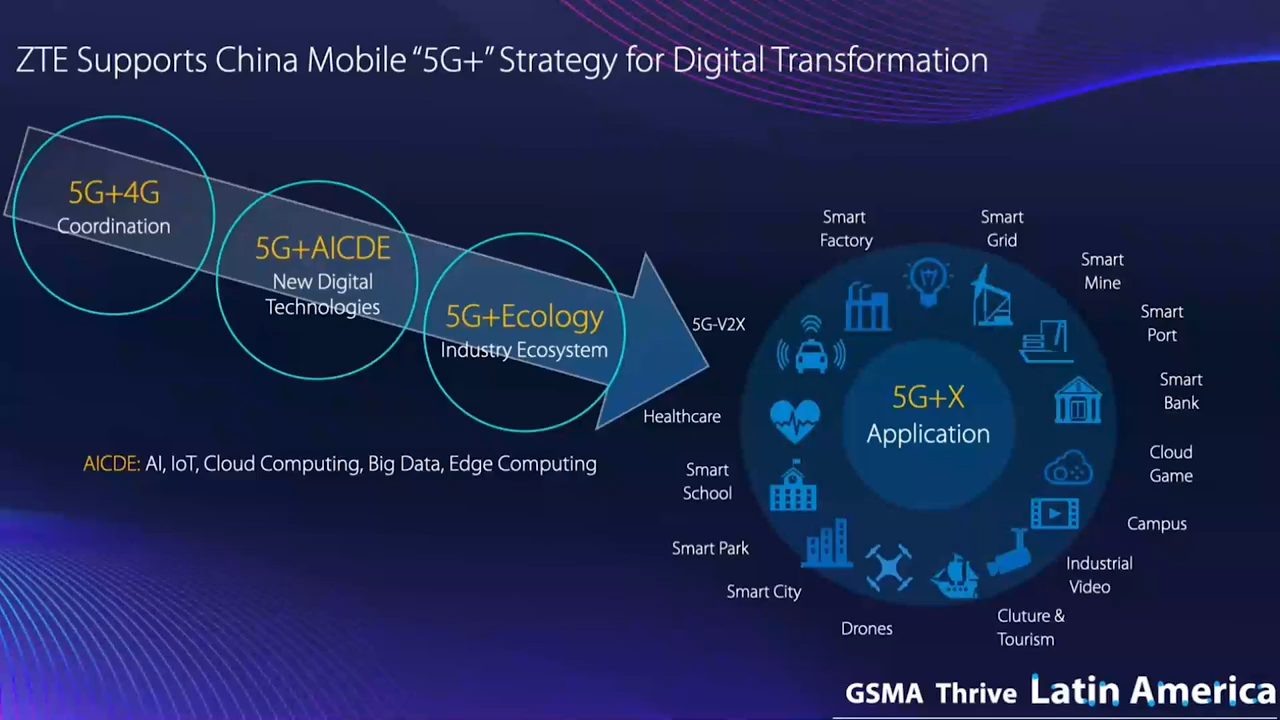 ZTE Supports China Mobile “5G+” Strategy for Digital Transformation
5G+4G
Coordination
5G+AICDE
New Digital
Technologies
5G+Ecology
Industry Ecosystem
AICDE: AI, IoT, Cloud Computing, Big Data, Edge Computing
5G+X
Application
Smart
Factory
Smart
Grid
Smart
Mine
Smart
Port
Smart
Bank
Cloud
Game
Campus
Industrial
Video
Cluture &
Tourism
Drones
Smart City
Smart Park
Smart
School
Healthcare
5G-V2X
GSMA Thrive Latin America